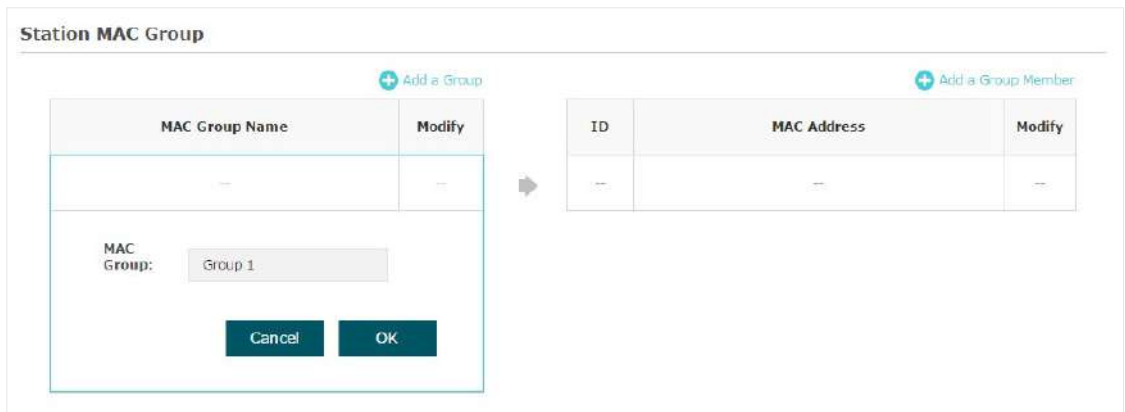 Station MAC Group
Add a Group
Add a Group Member
MAC Group Name Modify
ID MAC Address Modify
-- --
-- -- --
MAC
Group:
Group 1
Cancel OK